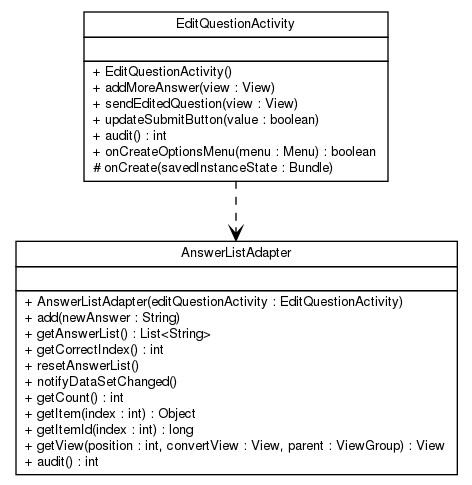 EditQuestionActivity
+ EditQuestionActivity()
+ addMoreAnswer(view : View)
+ sendEditedQuestion(view : View)
+ updateSubmitButton(value : boolean)
+ audit() : int
+ onCreateOptionsMenu(menu : Menu) : boolean
# onCreate(savedInstanceState : Bundle)
AnswerListAdapter
+ AnswerListAdapter(editQuestionActivity : EditQuestionActivity)
+ add(newAnswer : String)
+ getAnswerList() : List<String>
+ getCorrectIndex() : int
+ resetAnswerList()
+ notifyDataSetChanged()
+ getCount() : int
+ getItem(index : int) : Object
+ getItemId(index : int) : long
+ getView(position : int, convertView : View, parent : ViewGroup) : View
+ audit() : int